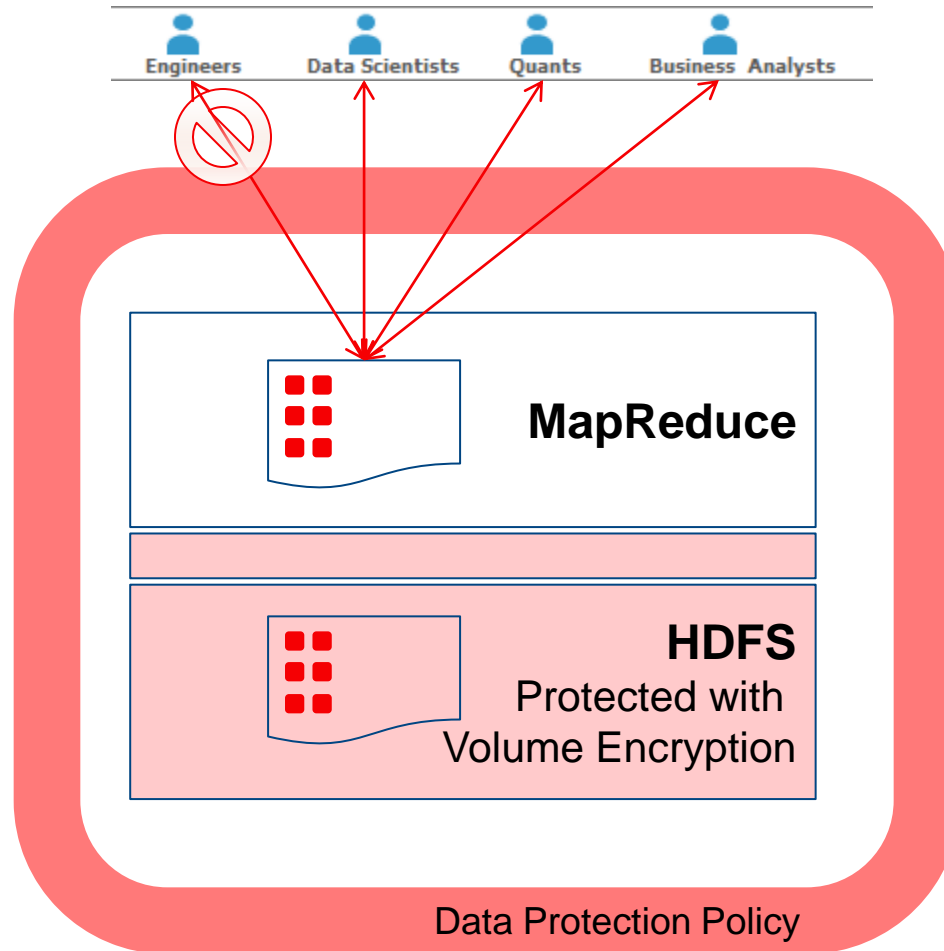 Engineers Data Scientists Quants Business Analysts
MapReduce
HDFS
Protected with
Volume Encryption
Data Protection Policy